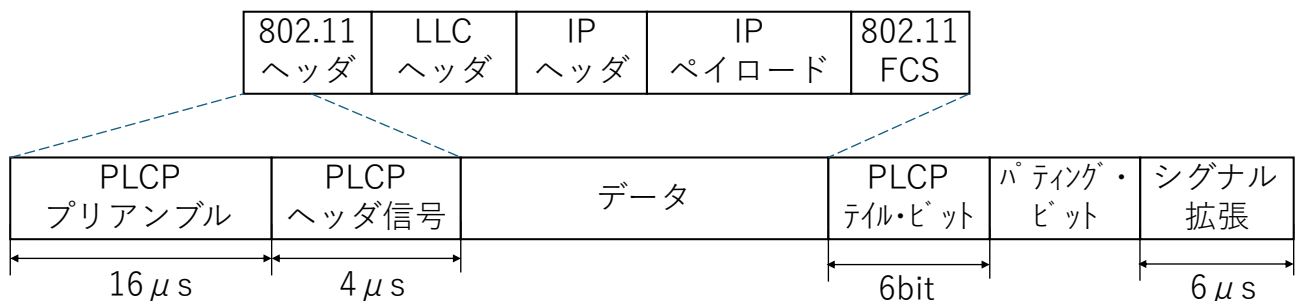 802.11
ヘッダ
LLC
ヘッダ
IP
ヘッダ
IP
ペイロード
802.11
FCS
PLCP
プリアンブル
PLCP
ヘッダ信号
データ
PLCP
ﾃｲﾙ・ﾋﾞｯﾄ
ﾊﾟﾃｨﾝｸﾞ・
ﾋﾞｯﾄ
シグナル
拡張
16μs
4μs
6bit
6μs